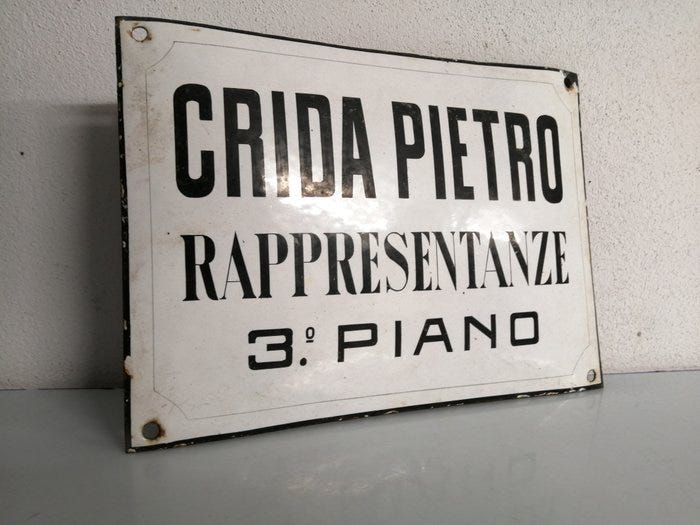 CRIDA PIETRO
RAPPRESENTANZE
3.º PIANO